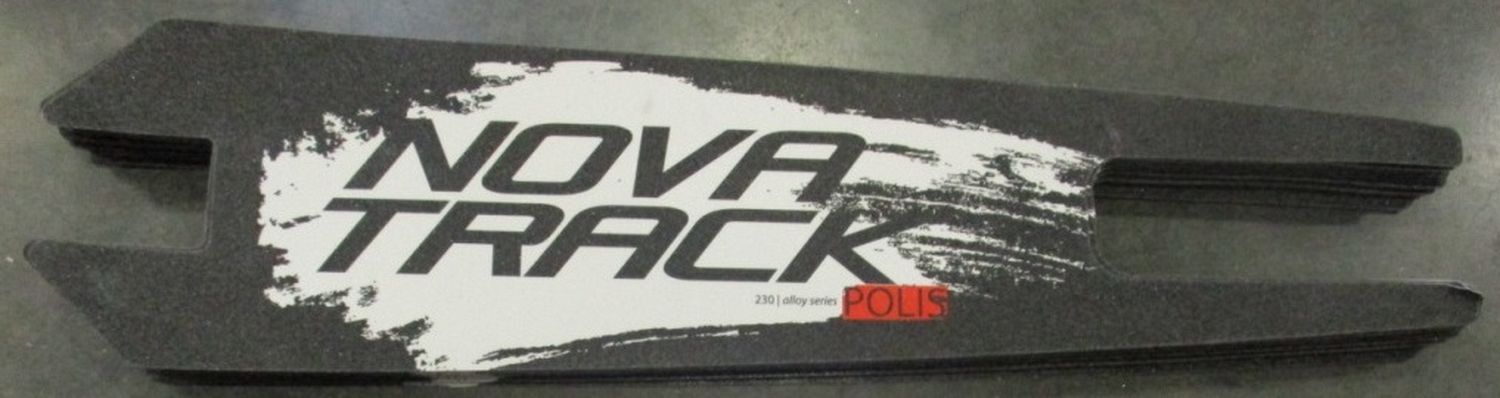 NOVA
TRACK
230 | alloy series POLIS